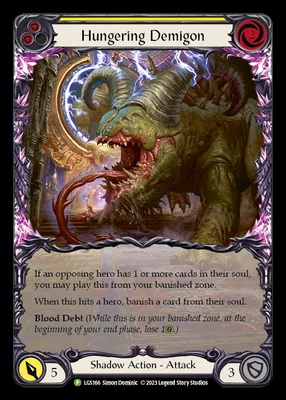 Hungering Demigon
If an opposing hero has 1 or more cards in their soul,
you may play this from your banished zone.
When this hits a hero, banish a card from their soul.
Blood Debt (While this is in your banished zone, at the
beginning of your end phase, lose 1.)
Shadow Action - Attack
5
3
P LGS166 Simon Dominic © 2023 Legend Story Studios